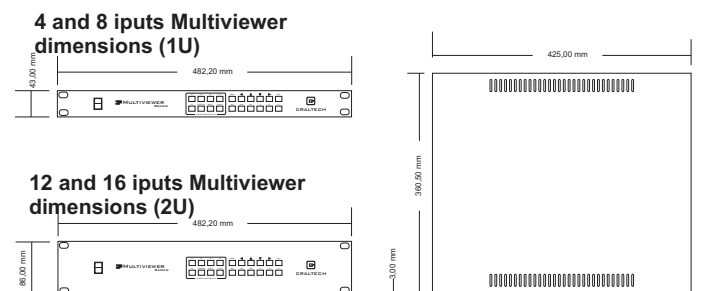 4 and 8 iputs Multiviewer
dimensions (1U)
482,20 mm
43,00 mm
MULTIVIEWER
SERIES
CRALTECH
12 and 16 iputs Multiviewer
dimensions (2U)
482,20 mm
86,00 mm
MULTIVIEWER
SERIES
CRALTECH
425,00 mm
360,50 mm
3,00 mm